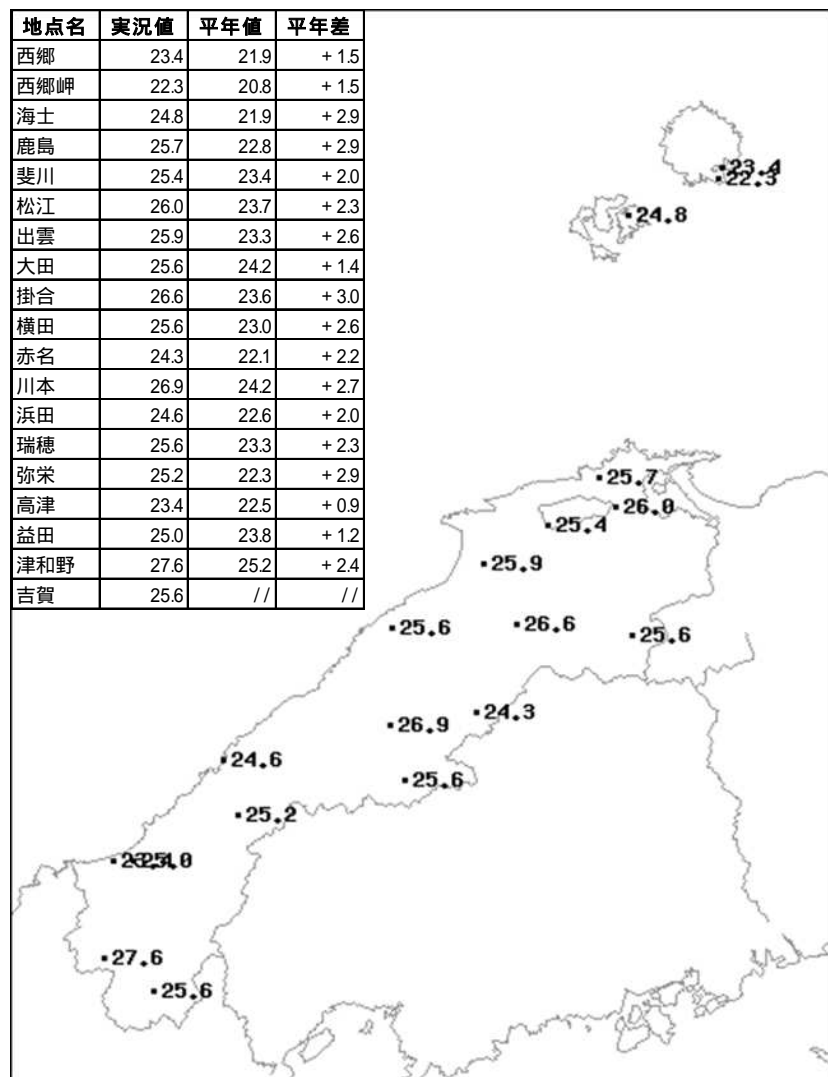 地点名 実況値 平年値 平年差
西郷 23.4 21.9 +1.5
西郷岬 22.3 20.8 +1.5
海士 24.8 21.9 +2.9
鹿島 25.7 22.8 +2.9
斐川 25.4 23.4 +2.0
松江 26.0 23.7 +2.3
出雲 25.9 23.3 +2.6
大田 25.6 24.2 +1.4
掛合 26.6 23.6 +3.0
横田 25.6 23.0 +2.6
赤名 24.3 22.1 +2.2
川本 26.9 24.2 +2.7
浜田 24.6 22.6 +2.0
瑞穂 25.6 23.3 +2.3
弥栄 25.2 22.3 +2.9
高津 23.4 22.5 +0.9
益田 25.0 23.8 +1.2
津和野 27.6 25.2 +2.4
吉賀 25.6 // //
23.4
22.3
24.8
25.7
26.0
25.4
25.9
25.6
26.6
25.6
24.3
26.9
24.6
25.6
25.2
23.4
25.0
27.6
25.6